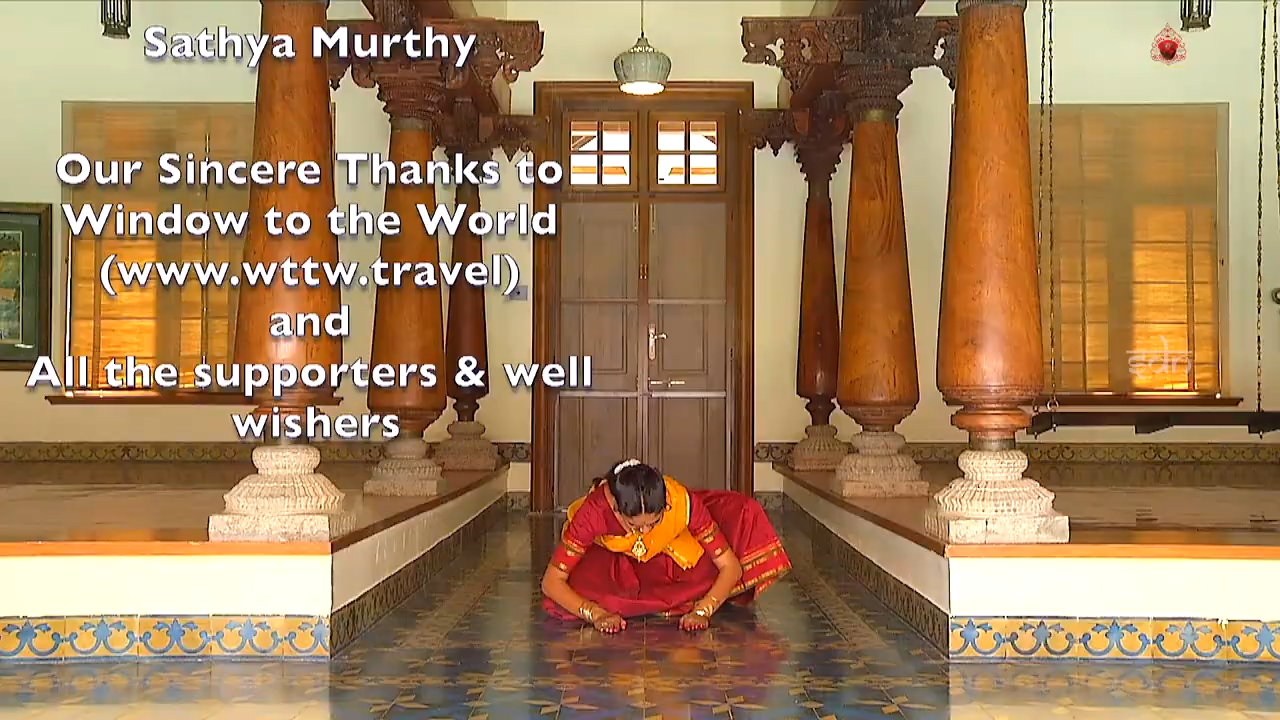 Sathya Murthy
Our Sincere Thanks to
Window to the World
(www.wttw.travel)
and
All the supporters & well
wishers
sdn